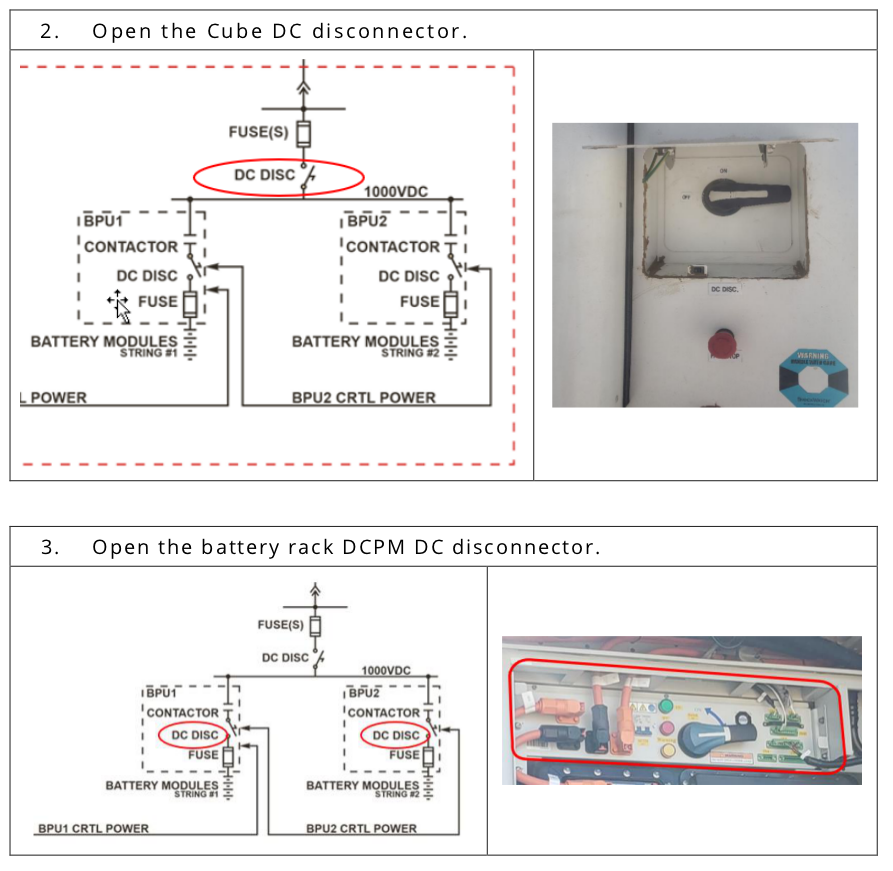 2. Open the Cube DC disconnector.
FUSE(S)
DC DISC
1000VDC
BPU1
CONTACTOR
DC DISC
FUSE
BATTERY MODULES
STRING #1
BPU2
CONTACTOR
DC DISC
FUSE
BATTERY MODULES
STRING #2
L POWER
BPU2 CRTL POWER
ON
OFF
DC DISC.
WARNING
3. Open the battery rack DCPM DC disconnector.
FUSE(S)
DC DISC
1000VDC
BPU1
CONTACTOR
DC DISC
FUSE
BATTERY MODULES
STRING #1
BPU2
CONTACTOR
DC DISC
FUSE
BATTERY MODULES
STRING #2
BPU1 CRTL POWER
BPU2 CRTL POWER